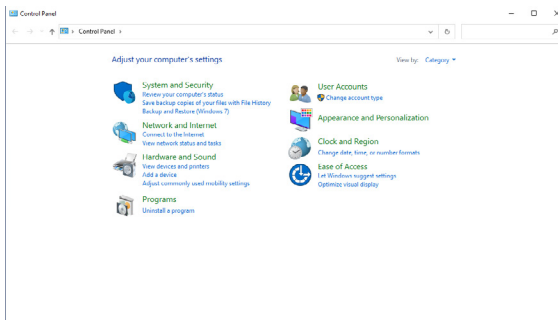 Control Panel
Control Panel
Adjust your computer's settings
View by: Category
System and Security
Review your computer's status
Save backup copies of your files with File History
Backup and Restore (Windows 7)
Network and Internet
Connect to the Internet
View network status and tasks
Hardware and Sound
View devices and printers
Add a device
Adjust commonly used mobility settings
Programs
Uninstall a program
User Accounts
Change account type
Appearance and Personalization
Clock and Region
Change date, time, or number formats
Ease of Access
Let Windows suggest settings
Optimize visual display